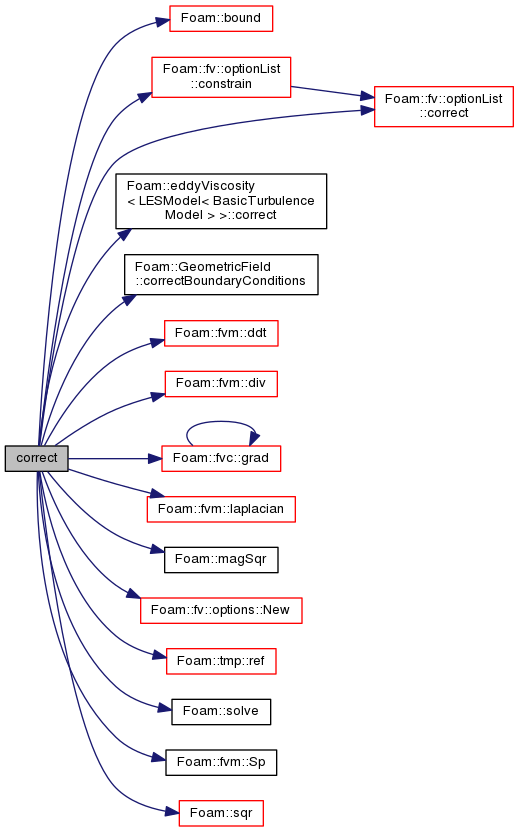 Foam::bound
Foam::fv::optionList
::constrain
Foam::fv::optionList
::correct
Foam::eddyViscosity
< LESModel< BasicTurbulence
Model > >::correct
Foam::GeometricField
::correctBoundaryConditions
Foam::fvm::ddt
Foam::fvm::div
correct
Foam::fvc::grad
Foam::fvm::laplacian
Foam::magSqr
Foam::fv::options::New
Foam::tmp::ref
Foam::solve
Foam::fvm::Sp
Foam::sqr